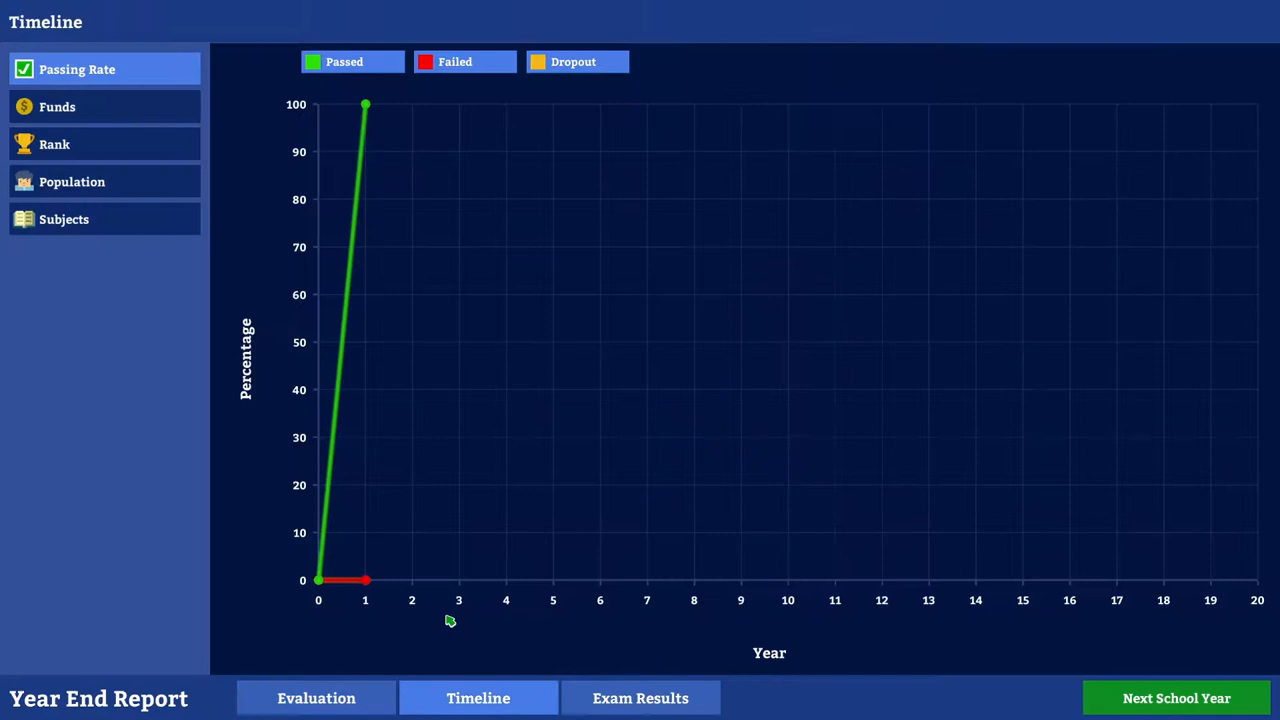 Timeline
Passing Rate
Funds
Rank
Population
Subjects
Passed
Failed
Dropout
100
90
80
70
60
50
40
30
20
10
0
Percentage
0 1 2 3 4 5 6 7 8 9 10 11 12 13 14 15 16 17 18 19 20
Year
Year End Report
Evaluation
Timeline
Exam Results
Next School Year